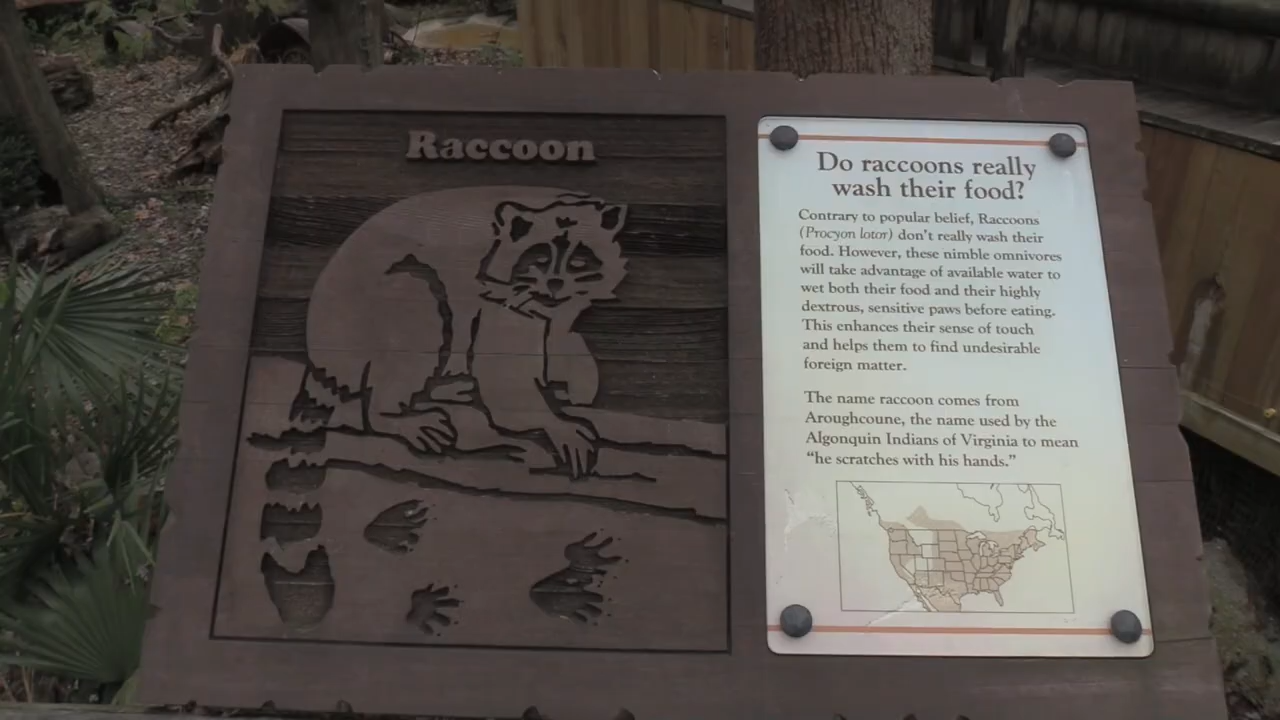 Raccoon
Do raccoons really
wash their food?
Contrary to popular belief, Raccoons
(Procyon lotor) don't really wash their
food. However, these nimble omnivores
will take advantage of available water to
wet both their food and their highly
dextrous, sensitive paws before eating.
This enhances their sense of touch
and helps them to find undesirable
foreign matter.
The name raccoon comes from
Aroughcoune, the name used by the
Algonquin Indians of Virginia to mean
“he scratches with his hands.”